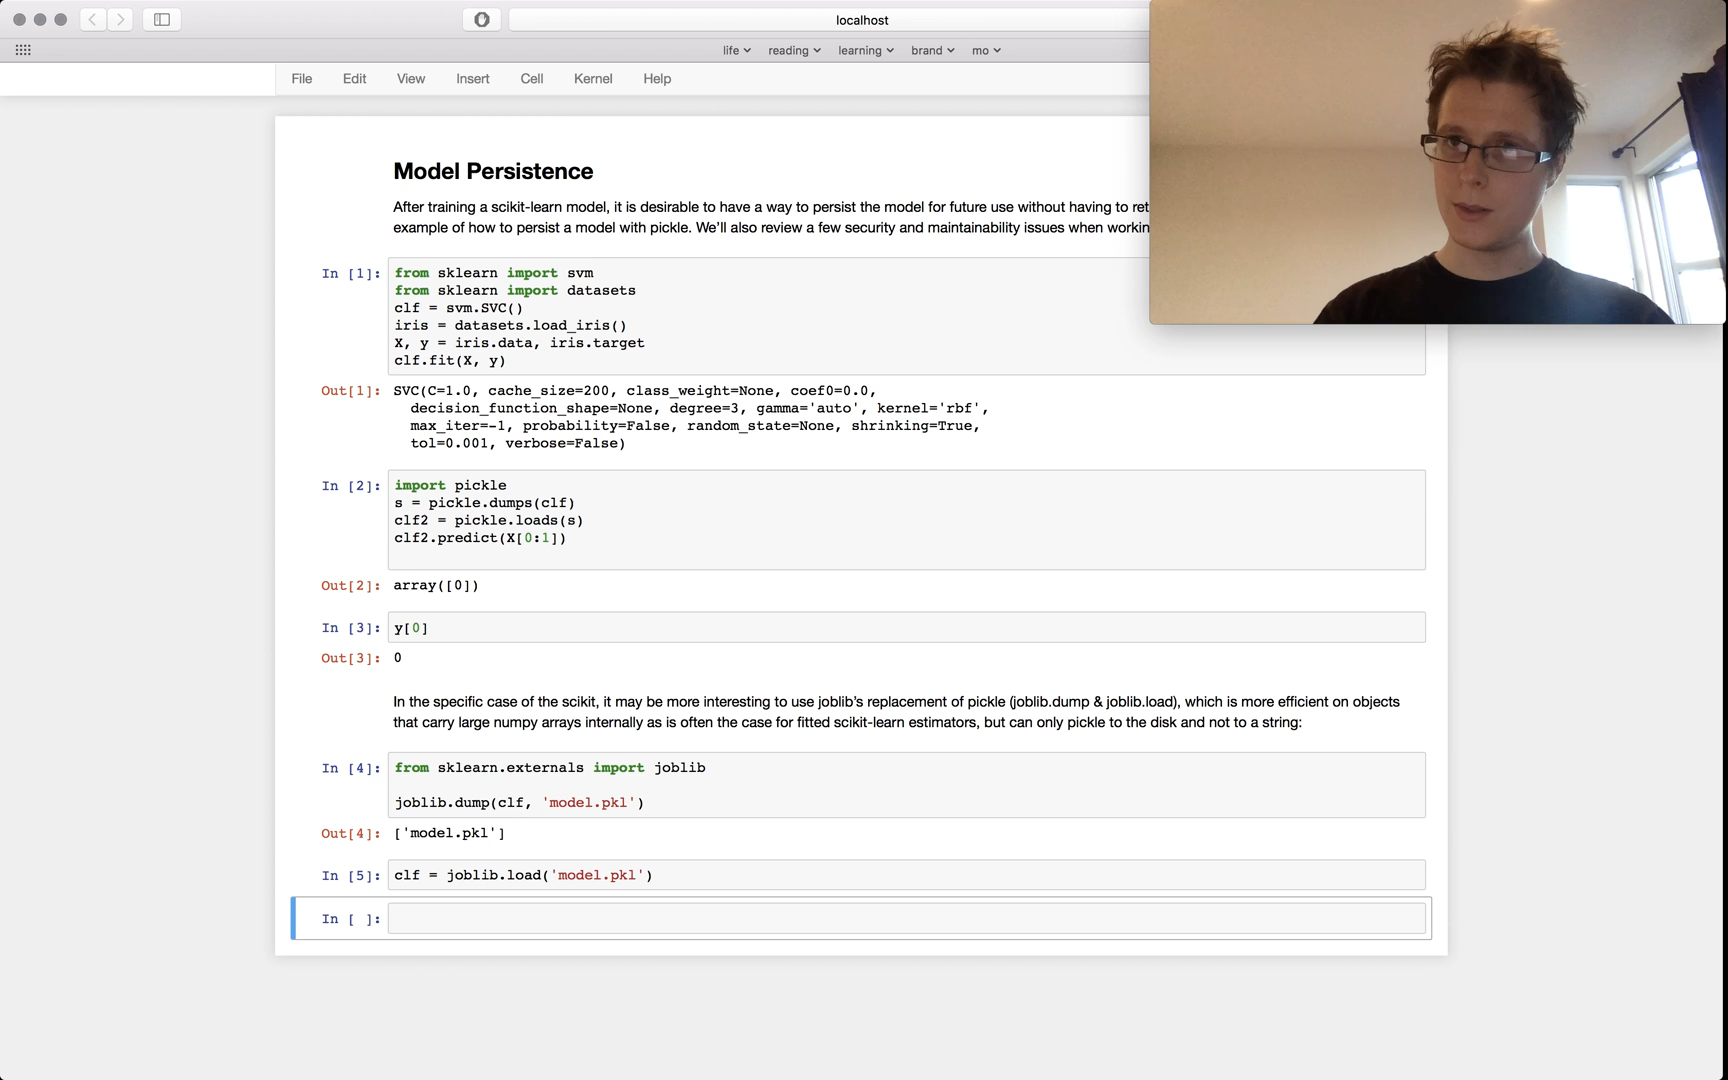 localhost
life reading learning brand mo
File Edit View Insert Cell Kernel Help
Model Persistence
After training a scikit-learn model, it is desirable to have a way to persist the model for future use without having to
example of how to persist a model with pickle. We’ll also review a few security and maintainability issues when
In [1]:
from sklearn import svm
from sklearn import datasets
clf = svm.SVC()
iris = datasets.load_iris()
X, y = iris.data, iris.target
clf.fit(X, y)
Out[1]: SVC(C=1.0, cache_size=200, class_weight=None, coef0=0.0,
decision_function_shape=None, degree=3, gamma='auto', kernel='rbf',
max_iter=-1, probability=False, random_state=None, shrinking=True,
tol=0.001, verbose=False)
In [2]:
import pickle
s = pickle.dumps(clf)
clf2 = pickle.loads(s)
clf2.predict(X[0:1])
Out[2]: array([0])
In [3]: y[0]
Out[3]: 0
In the specific case of the scikit, it may be more interesting to use joblib’s replacement of pickle (joblib.dump & joblib.load), which is more efficient on objects
that carry large numpy arrays internally as is often the case for fitted scikit-learn estimators, but can only pickle to the disk and not to a string:
In [4]: from sklearn.externals import joblib
joblib.dump(clf, 'model.pkl')
Out[4]: ['model.pkl']
In [5]: clf = joblib.load('model.pkl')
In [ ]: